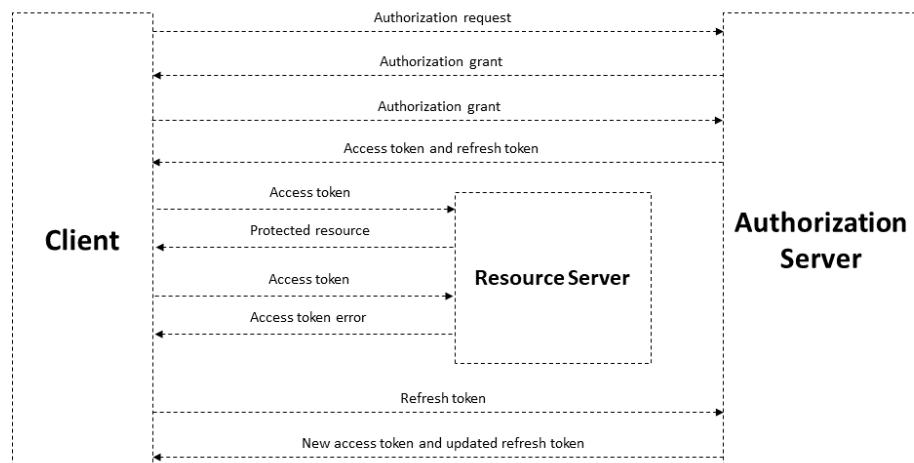 Authorization request
Authorization grant
Authorization grant
Access token and refresh token
Access token
Protected resource
Client
Authorization
Server
Resource Server
Access token
Access token error
Refresh token
New access token and updated refresh token